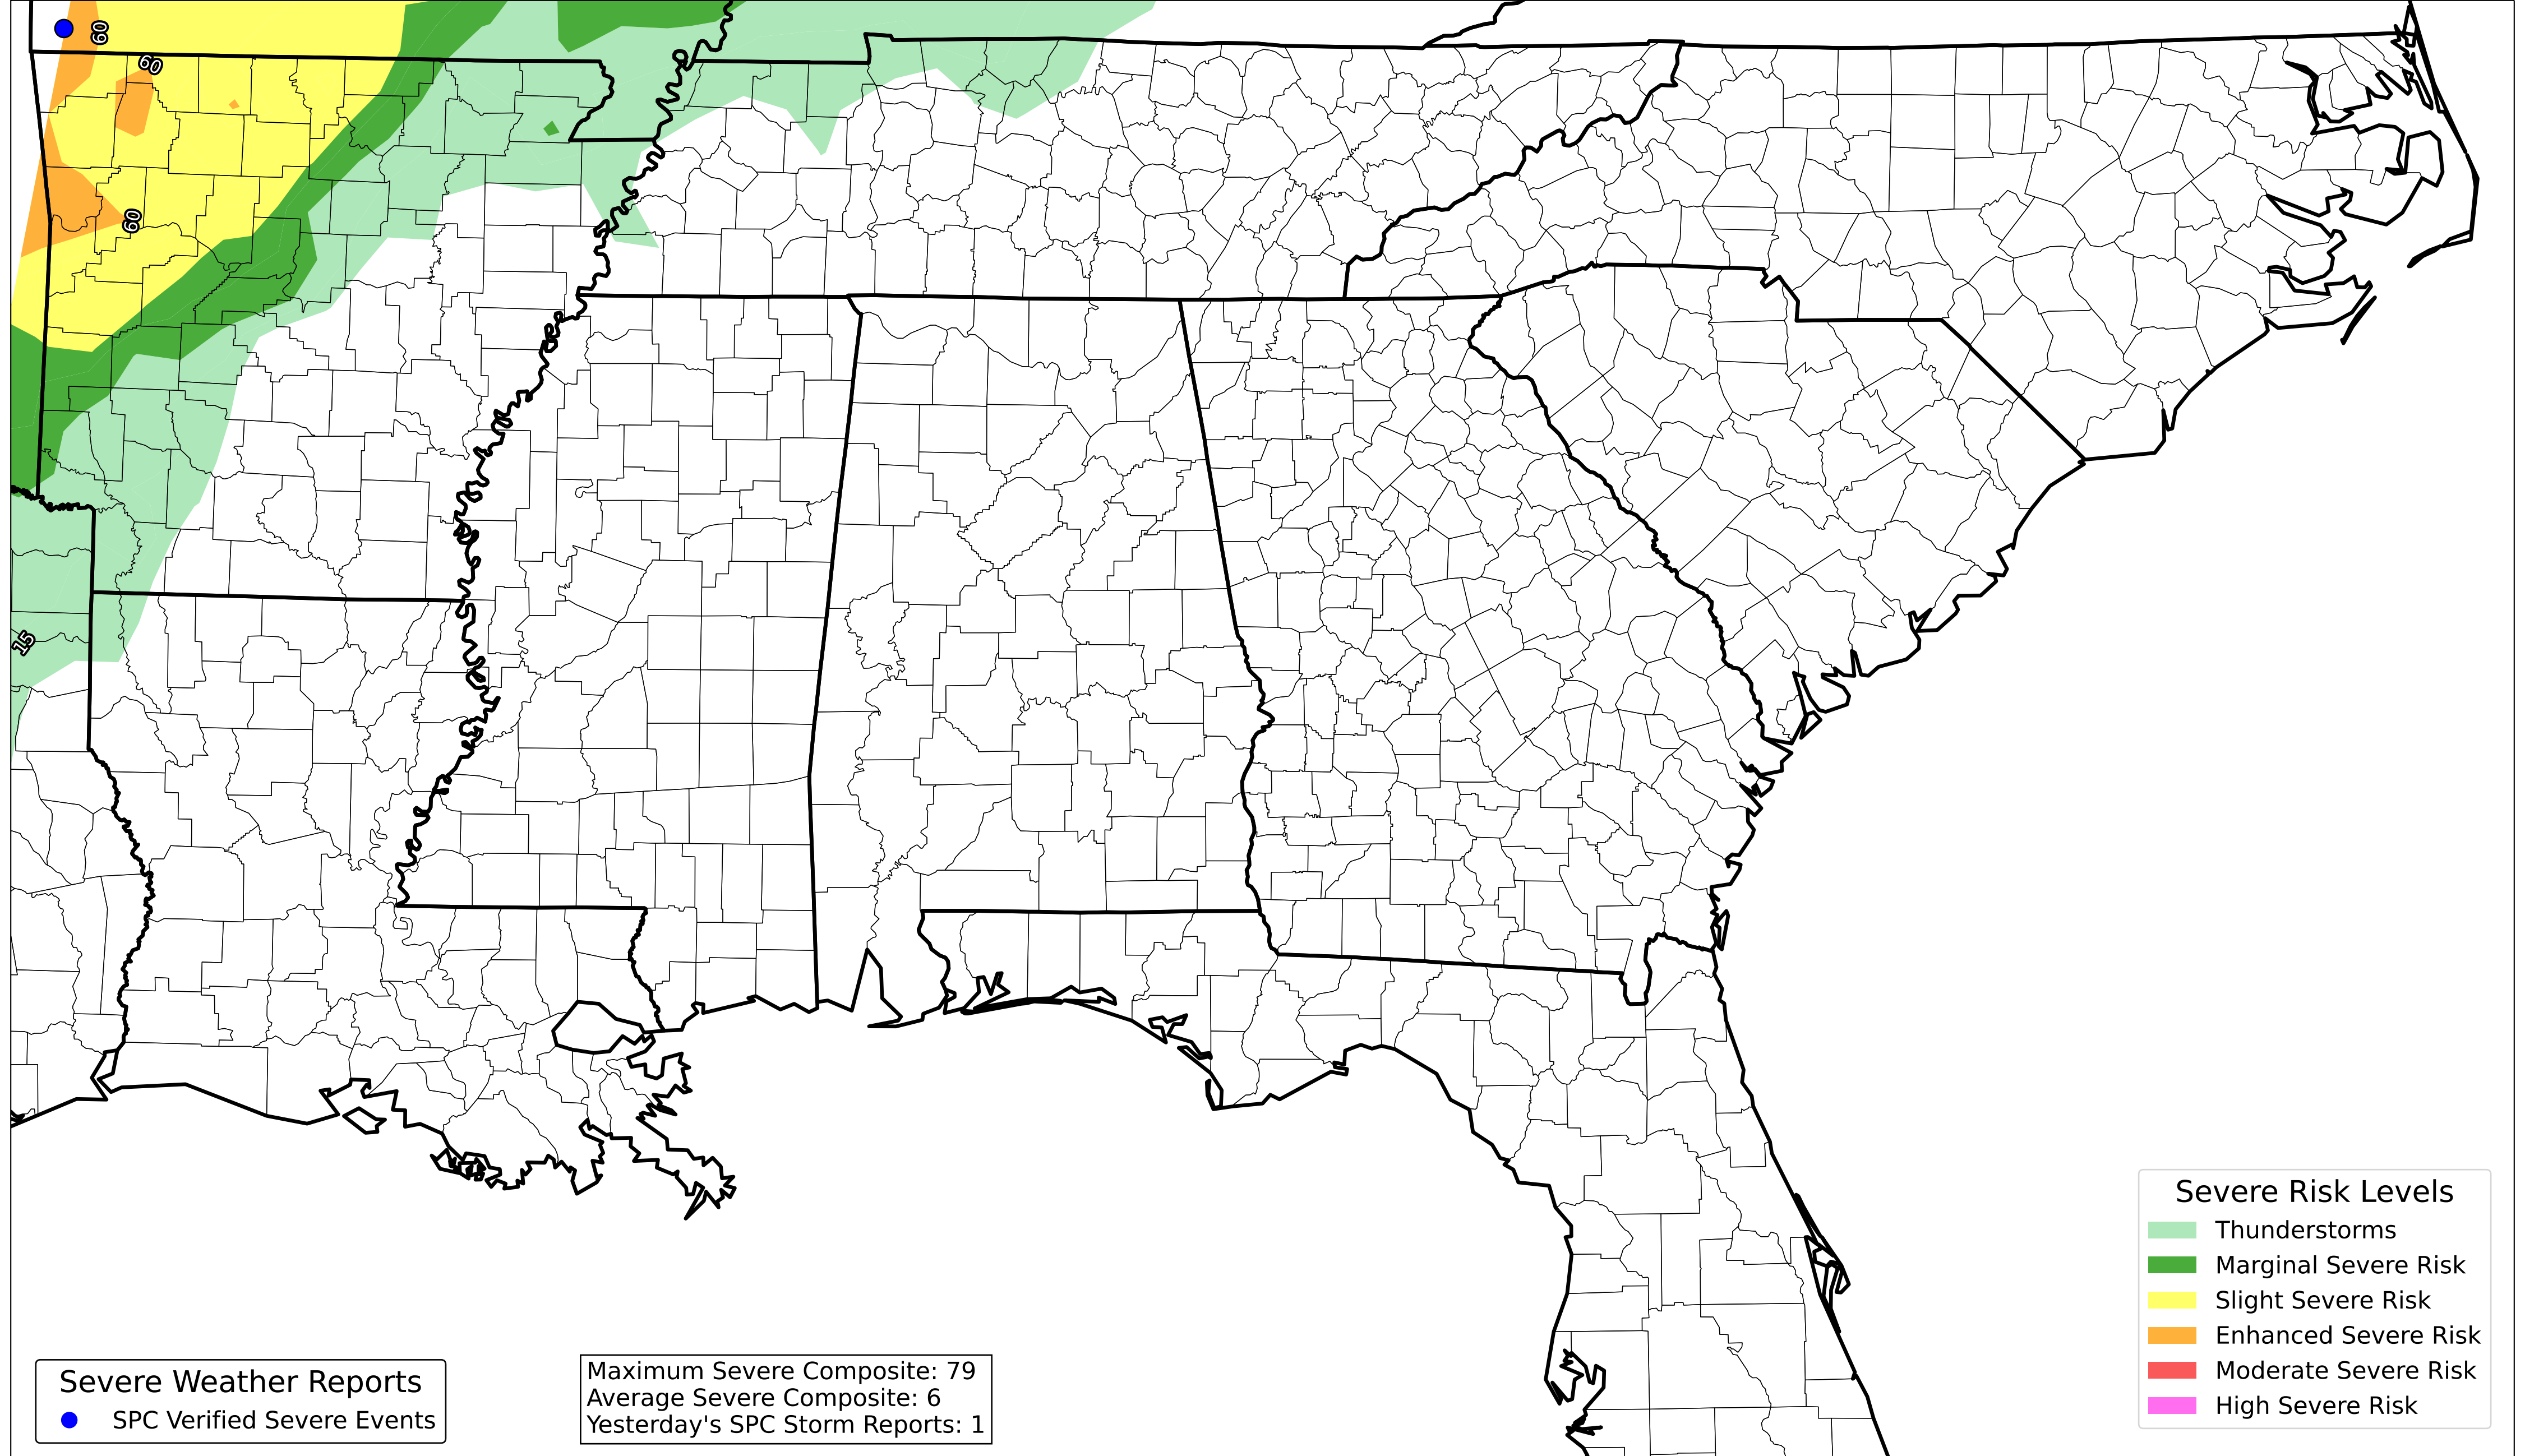 60
60
60
15
Severe Risk Levels
Thunderstorms
Marginal Severe Risk
Slight Severe Risk
Enhanced Severe Risk
Moderate Severe Risk
High Severe Risk
Severe Weather Reports
SPC Verified Severe Events
Maximum Severe Composite: 79
Average Severe Composite: 6
Yesterday's SPC Storm Reports: 1